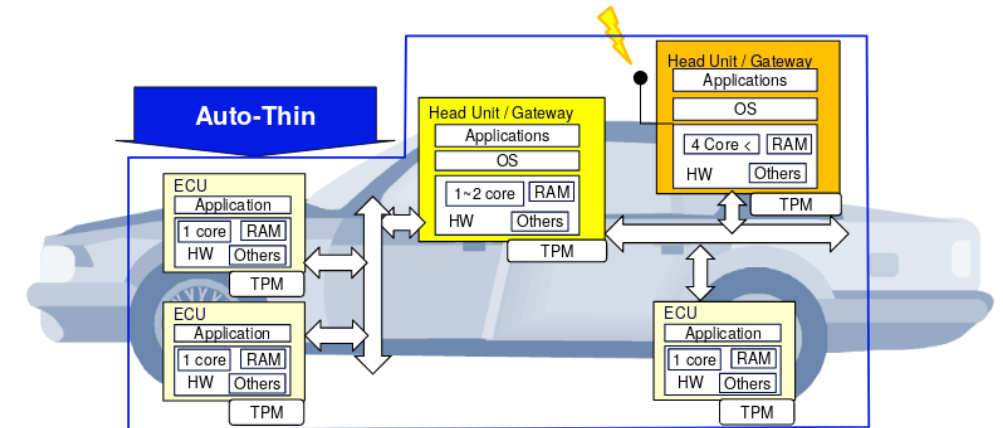 Auto-Thin
Head Unit / Gateway
Applications
OS
1~2 core
RAM
HW
Others
TPM
Head Unit / Gateway
Applications
OS
4 Core <
RAM
HW
Others
TPM
ECU
Application
1 core
RAM
HW
Others
TPM
ECU
Application
1 core
RAM
HW
Others
TPM
ECU
Application
1 core
RAM
HW
Others
TPM